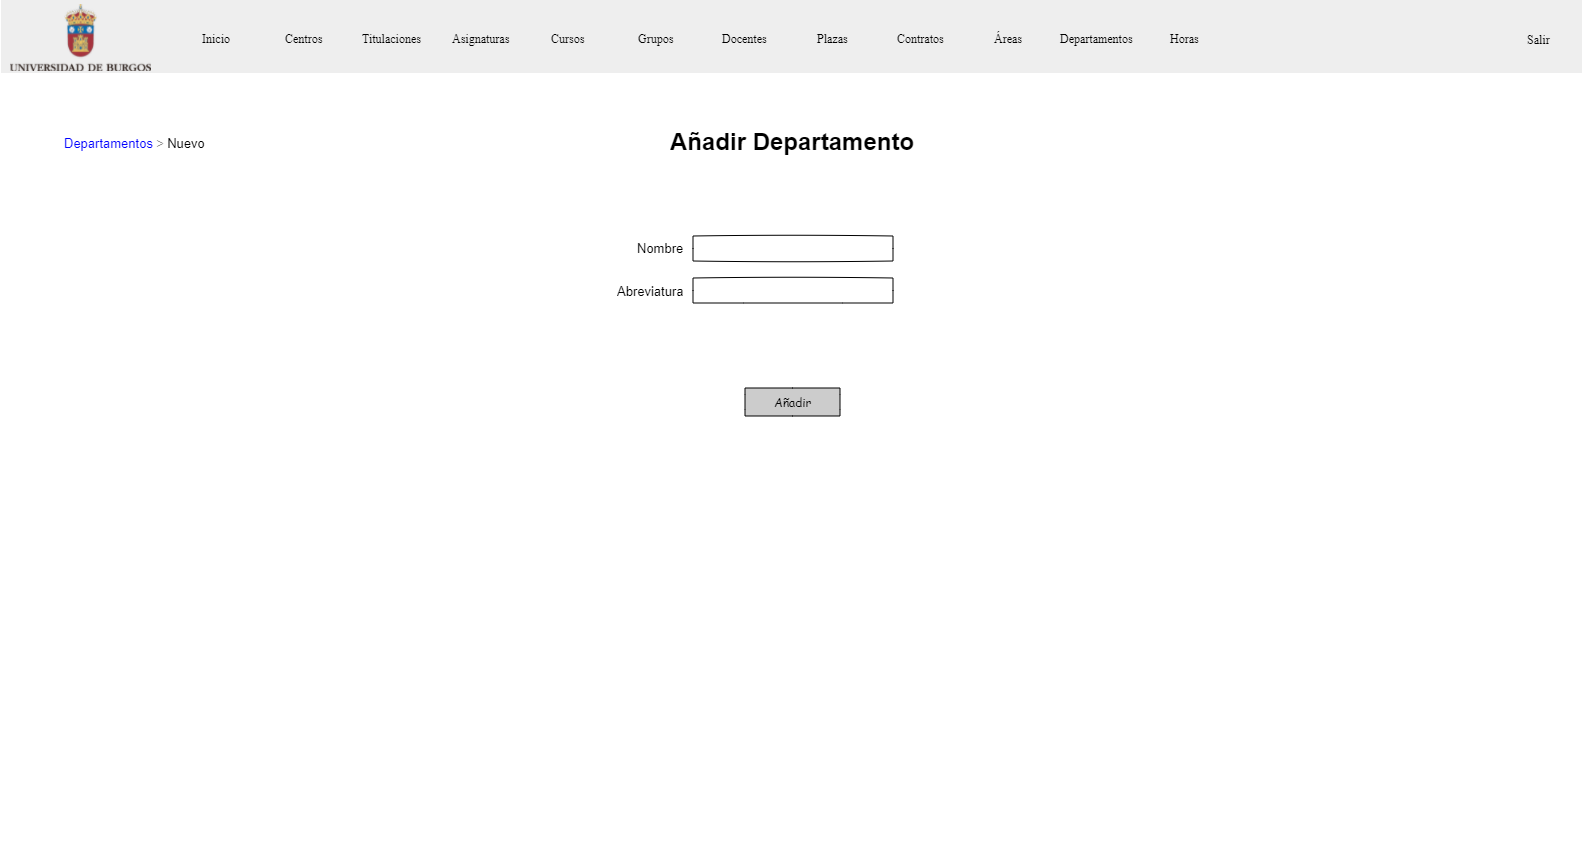 UNIVERSIDAD DE BURGOS
Inicio Centros Titulaciones Asignaturas Cursos Grupos Docentes Plazas Contratos Áreas Departamentos Horas Salir
Departamentos > Nuevo
Añadir Departamento
Nombre
Abreviatura
Añadir